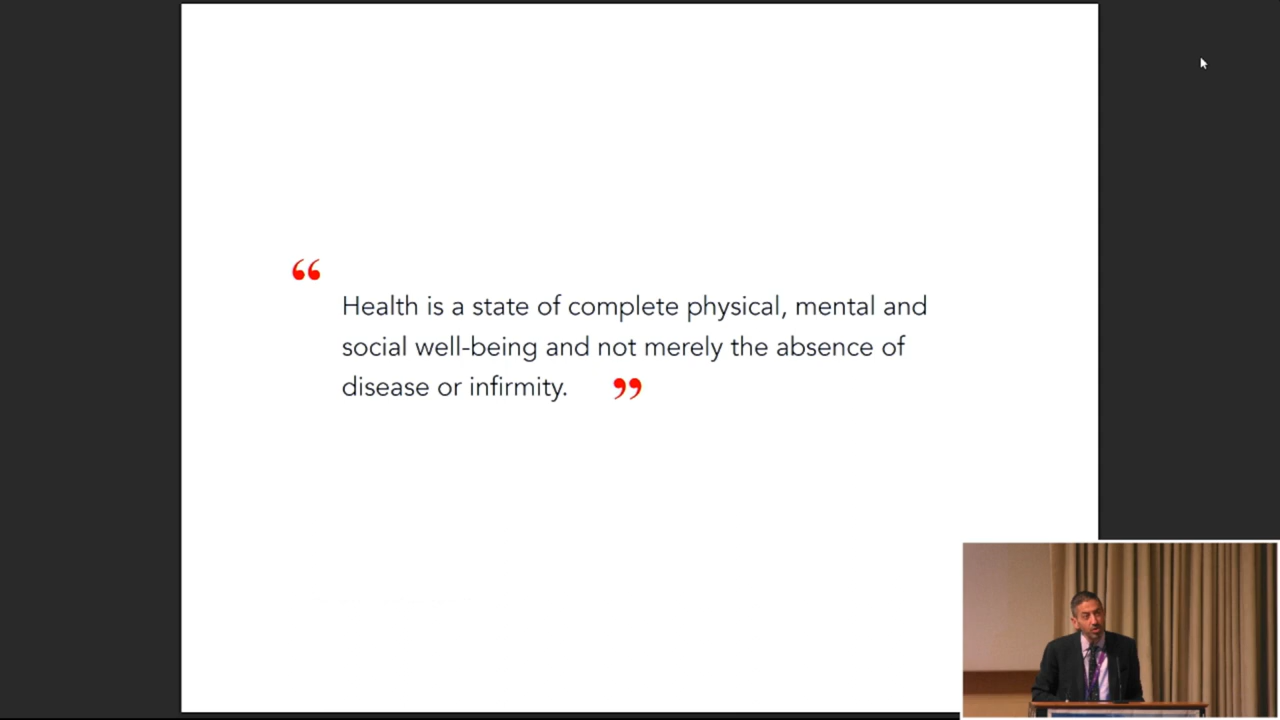 “
Health is a state of complete physical, mental and
social well-being and not merely the absence of
disease or infirmity. ”